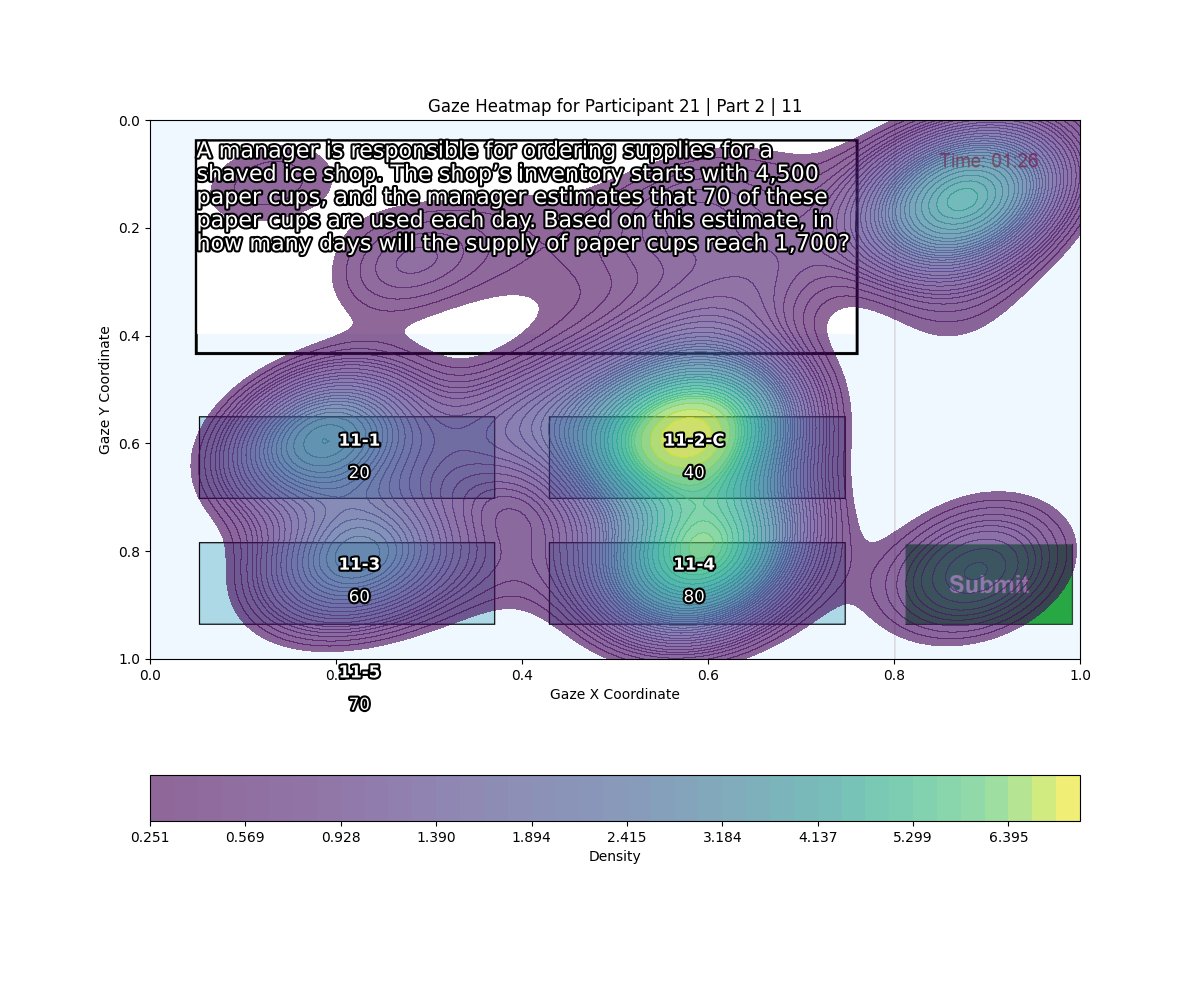 Gaze Heatmap for Participant 21 | Part 2 | 11
A manager is responsible for ordering supplies for a
shaved ice shop. The shop’s inventory starts with 4,500
paper cups, and the manager estimates that 70 of these
paper cups are used each day. Based on this estimate, in
how many days will the supply of paper cups reach 1,700?
Time: 01:26
0.0
0.2
0.4
0.6
0.8
1.0
Gaze Y Coordinate
11-1
20
11-2-C
40
11-3
60
11-4
80
Submit
0.0
0.4
0.6
0.8
1.0
11-5
70
Gaze X Coordinate
0.251
0.569
0.928
1.390
1.894
2.415
3.184
4.137
5.299
6.395
Density